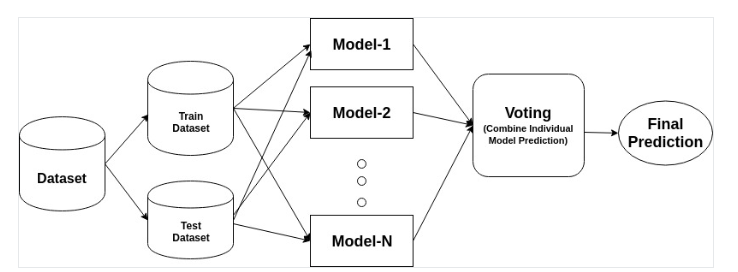 Dataset
Train
Dataset
Test
Dataset
Model-1
Model-2
Model-N
Voting
(Combine Individual
Model Prediction)
Final
Prediction